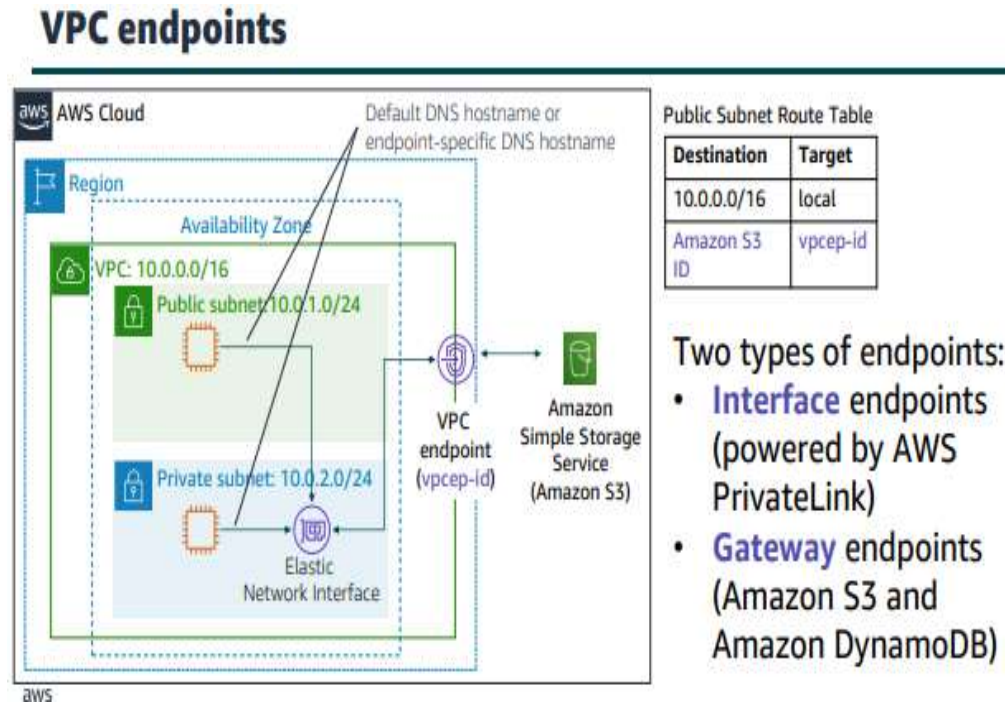 VPC endpoints
aws AWS Cloud
Default DNS hostname or
endpoint-specific DNS hostname
Region
Availability Zone
VPC: 10.0.0.0/16
Public subnet:10.0.1.0/24
Private subnet: 10.0.2.0/24
Elastic
Network Interface
VPC
endpoint
(vpcep-id)
Amazon
Simple Storage
Service
(Amazon S3)
aws
Public Subnet Route Table
Destination Target
10.0.0.0/16 local
Amazon S3 vpcep-id
ID
Two types of endpoints:
• Interface endpoints
(powered by AWS
PrivateLink)
• Gateway endpoints
(Amazon S3 and
Amazon DynamoDB)